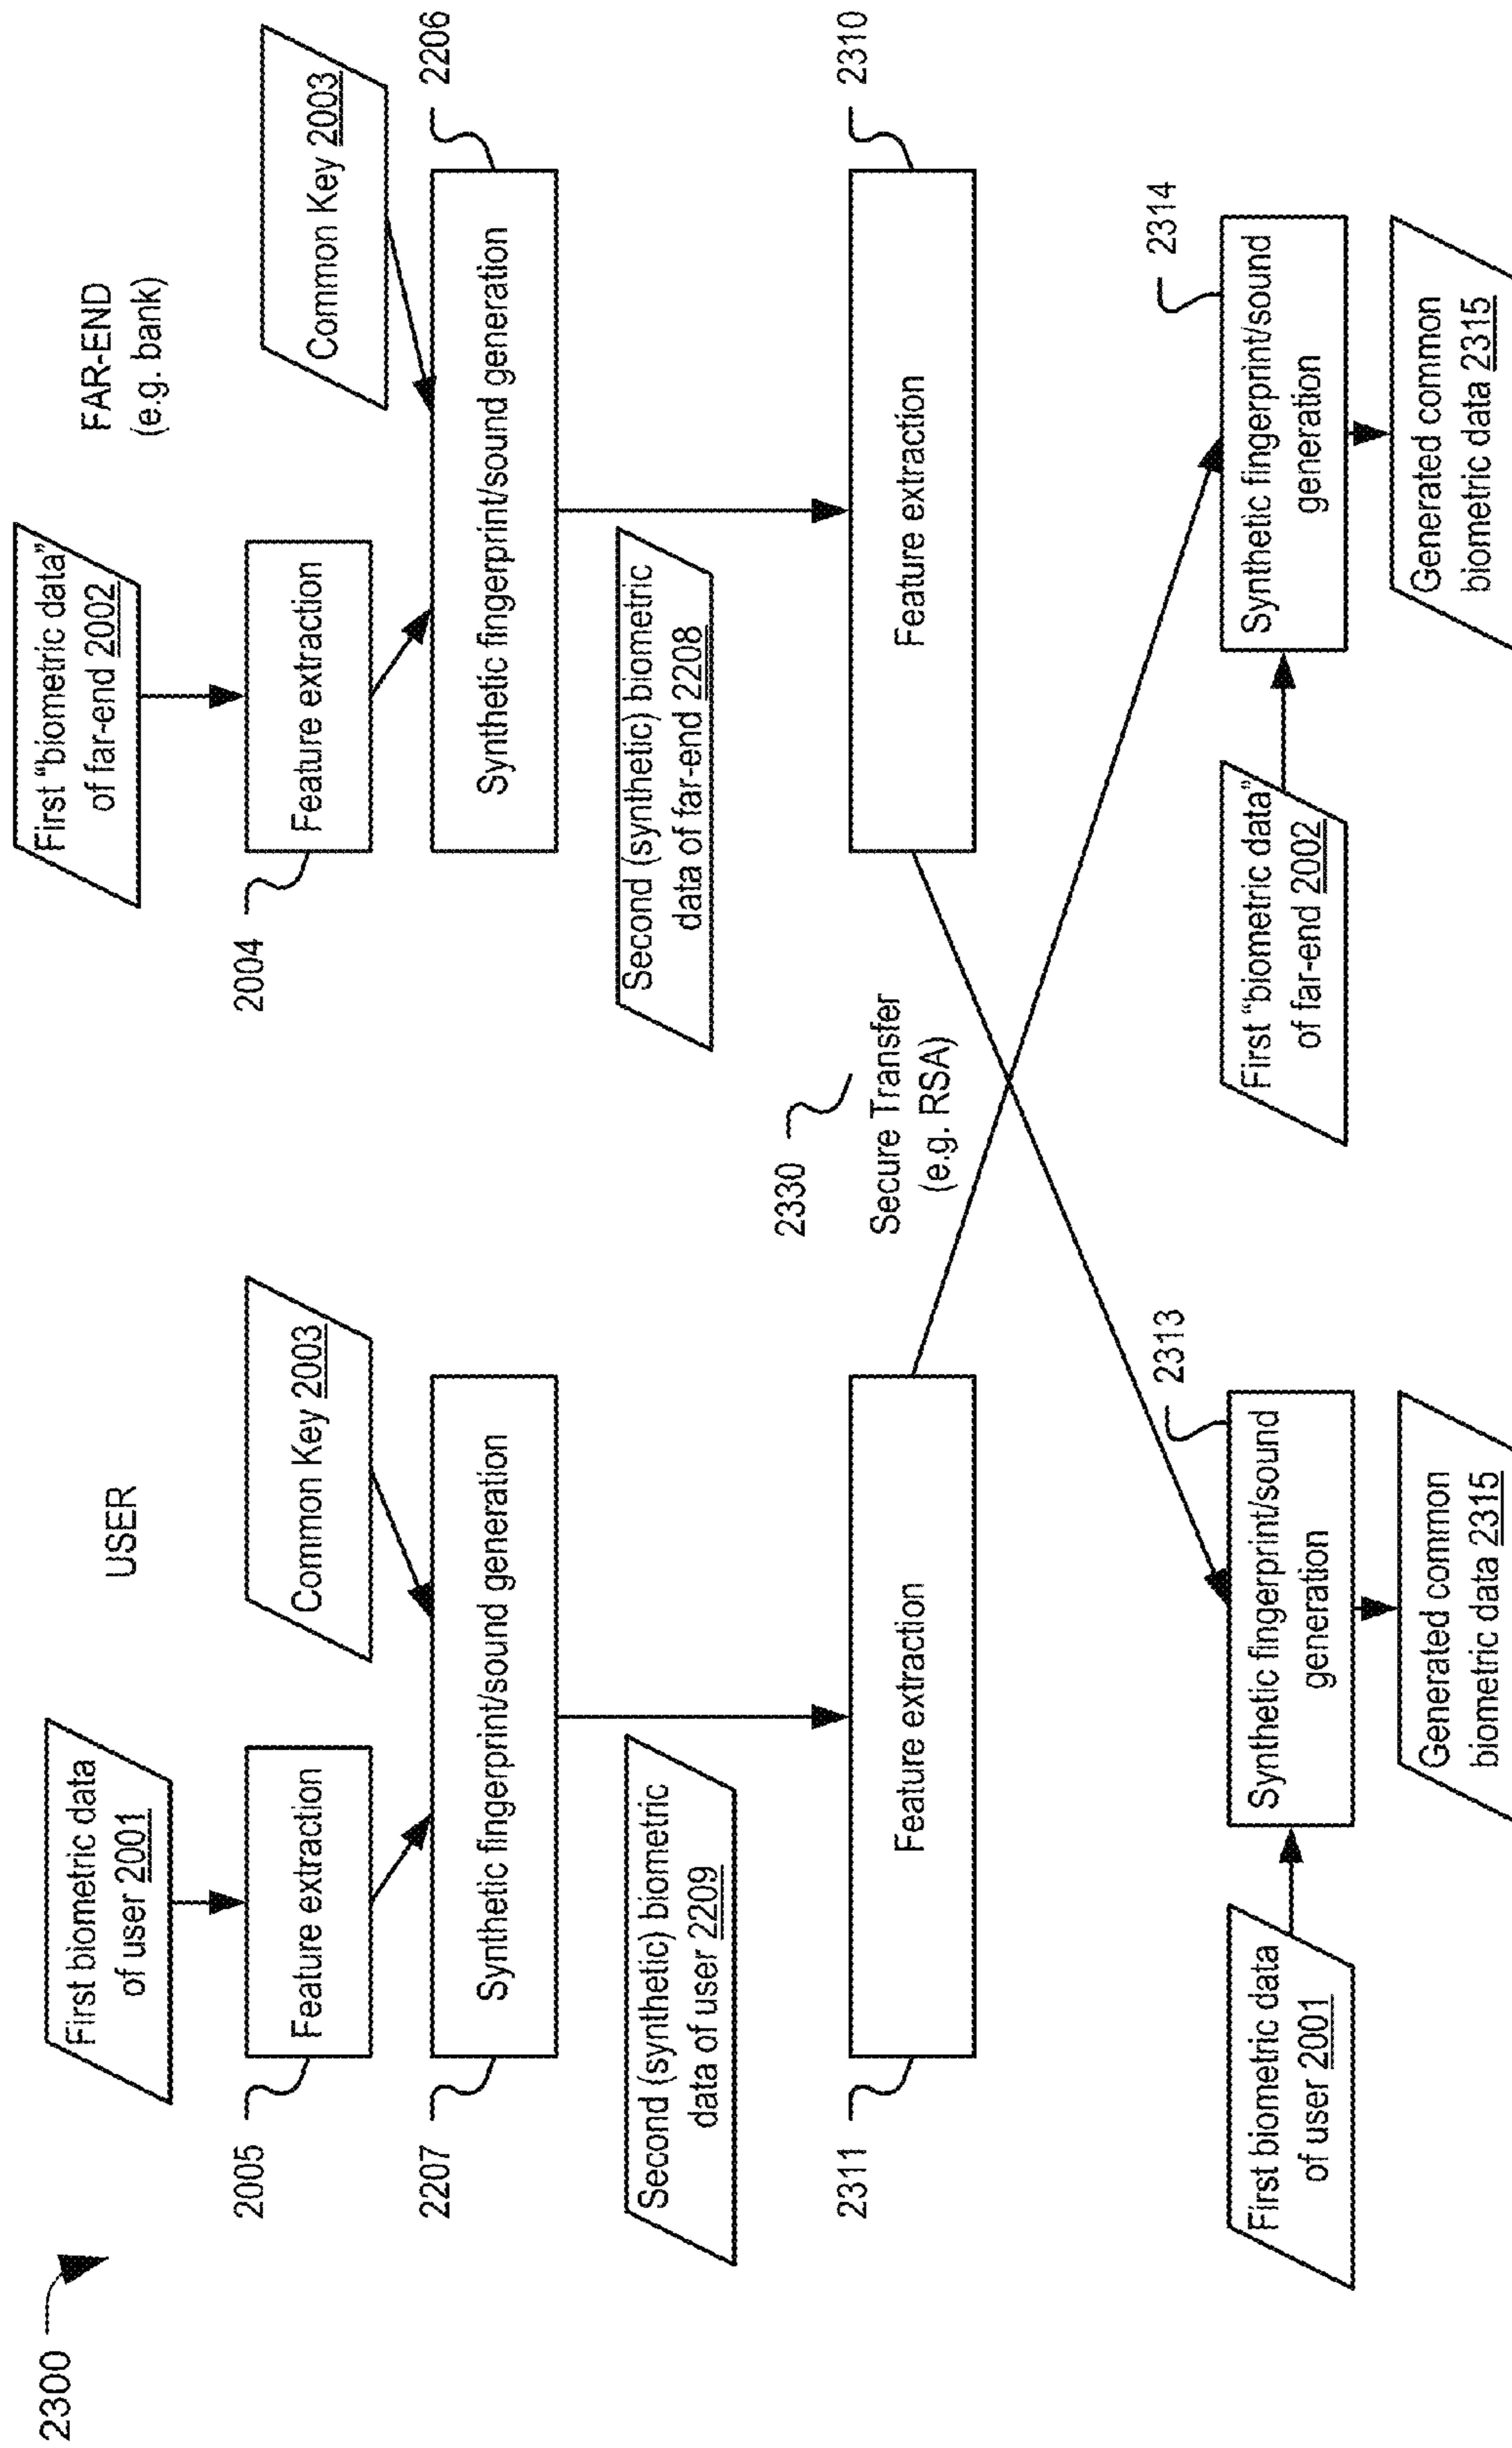 2300
USER
FAR-END
(e.g. bank)
First biometric data
of user 2001
Common Key 2003
2005
Feature extraction
2207
Synthetic fingerprint/sound generation
Second (synthetic) biometric
data of user 2209
2311
Feature extraction
First "biometric data"
of far-end 2002
Common Key 2003
2004
Feature extraction
2206
Synthetic fingerprint/sound generation
Second (synthetic) biometric
data of far-end 2208
2310
Feature extraction
2330
Secure Transfer
(e.g. RSA)
First biometric data
of user 2001
2313
Synthetic fingerprint/sound
generation
Generated common
biometric data 2315
First "biometric data"
of far-end 2002
2314
Synthetic fingerprint/sound
generation
Generated common
biometric data 2315